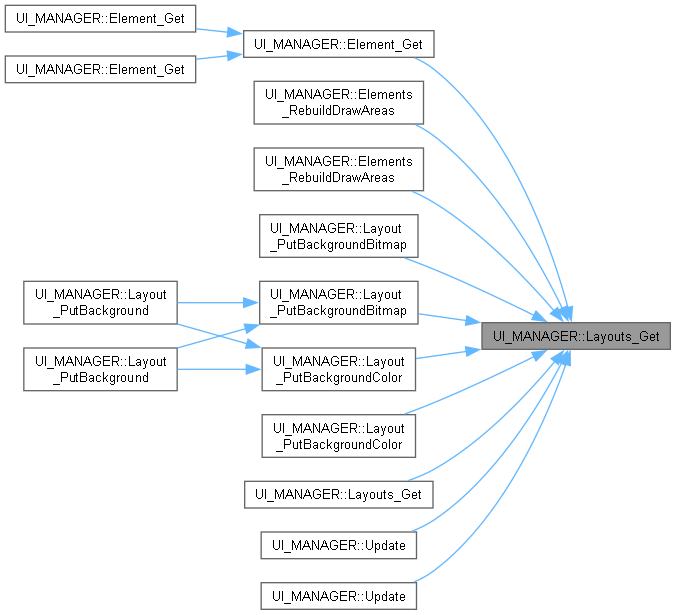 UI_MANAGER::Element_Get
UI_MANAGER::Element_Get
UI_MANAGER::Element_Get
UI_MANAGER::Elements
_RebuildDrawAreas
UI_MANAGER::Elements
_RebuildDrawAreas
UI_MANAGER::Layout
_PutBackgroundBitmap
UI_MANAGER::Layout
_PutBackground
UI_MANAGER::Layout
_PutBackgroundBitmap
UI_MANAGER::Layouts_Get
UI_MANAGER::Layout
_PutBackground
UI_MANAGER::Layout
_PutBackgroundColor
UI_MANAGER::Layout
_PutBackgroundColor
UI_MANAGER::Layouts_Get
UI_MANAGER::Update
UI_MANAGER::Update